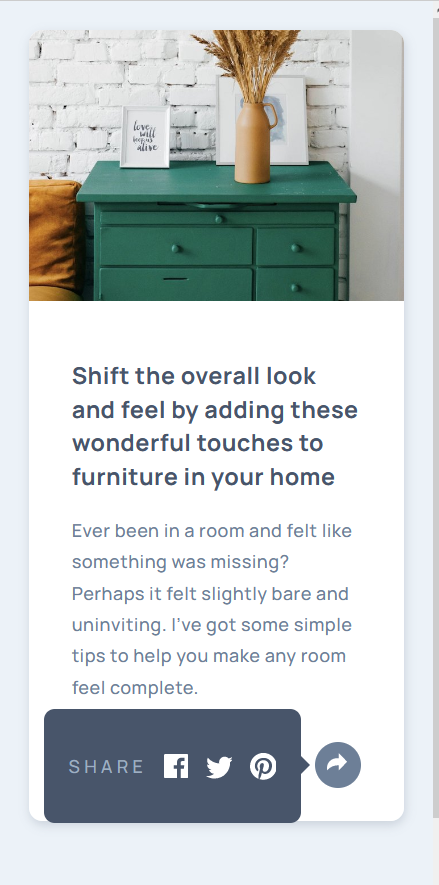 love
will
keep us
alive
Shift the overall look
and feel by adding these
wonderful touches to
furniture in your home
Ever been in a room and felt like
something was missing?
Perhaps it felt slightly bare and
uninviting. I’ve got some simple
tips to help you make any room
feel complete.
SHARE